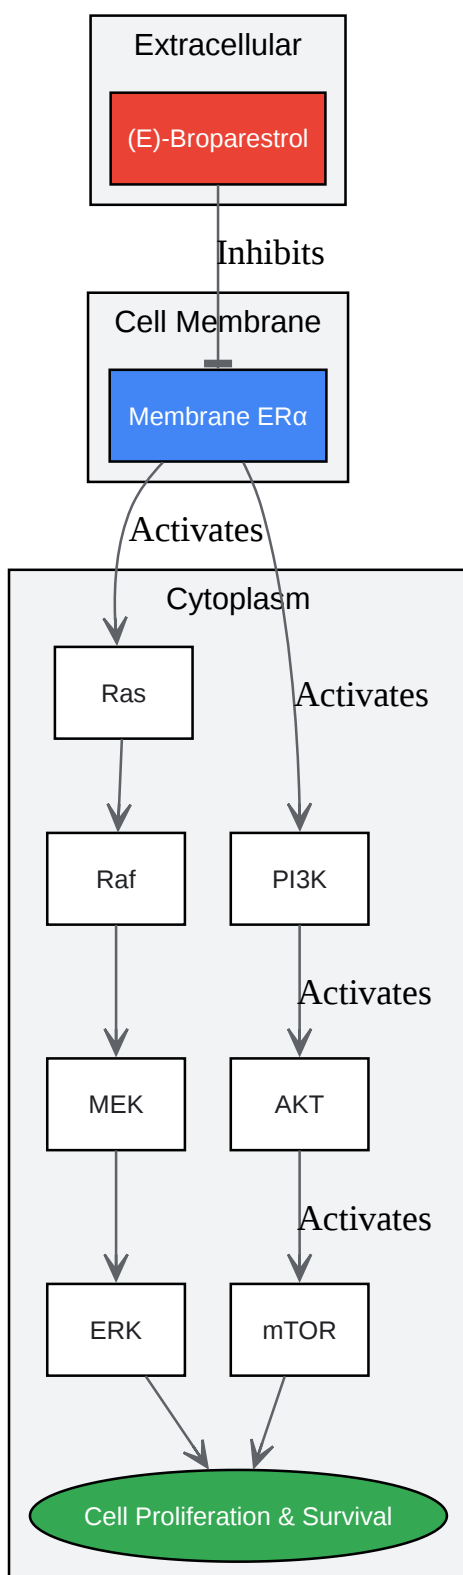 Extracellular
(E)-Broparestrol
Inhibits
Cell Membrane
Membrane ERα
Activates
Cytoplasm
Ras
Activates
Raf
PI3K
Activates
MEK
AKT
Activates
ERK
mTOR
Cell Proliferation & Survival